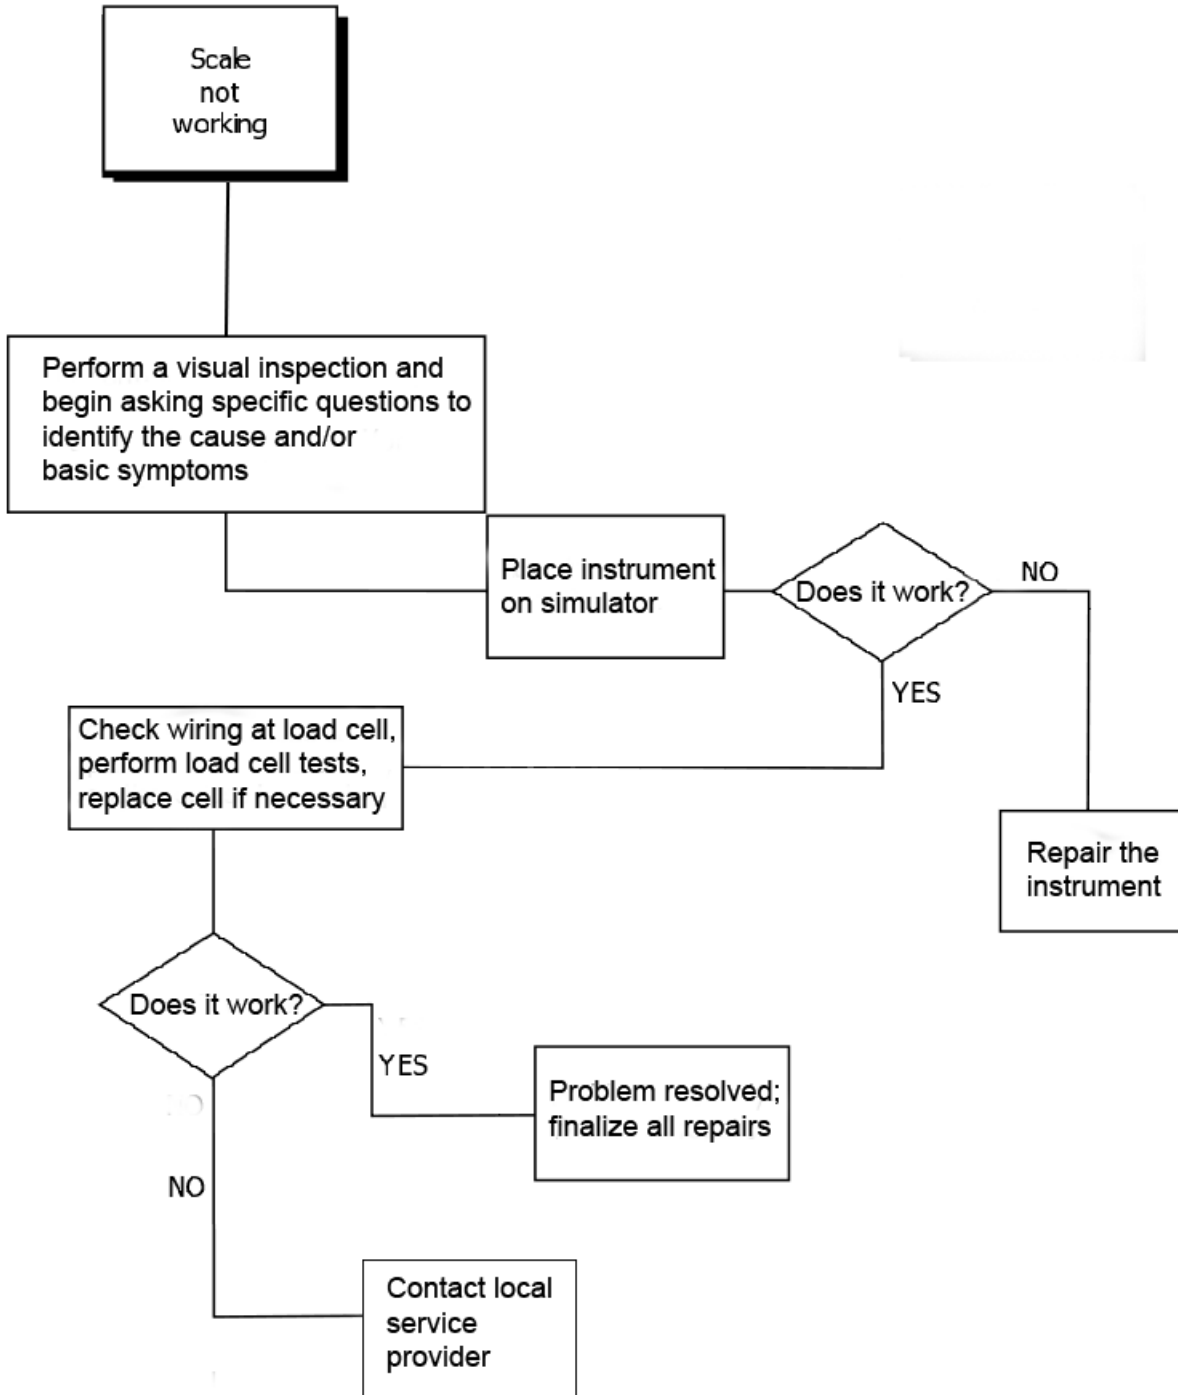 Scale
not
working
Perform a visual inspection and
begin asking specific questions to
identify the cause and/or
basic symptoms
Place instrument
on simulator
Does it work?
NO
YES
Check wiring at load cell,
perform load cell tests,
replace cell if necessary
Repair the
instrument
Does it work?
YES
Problem resolved;
finalize all repairs
NO
Contact local
service
provider